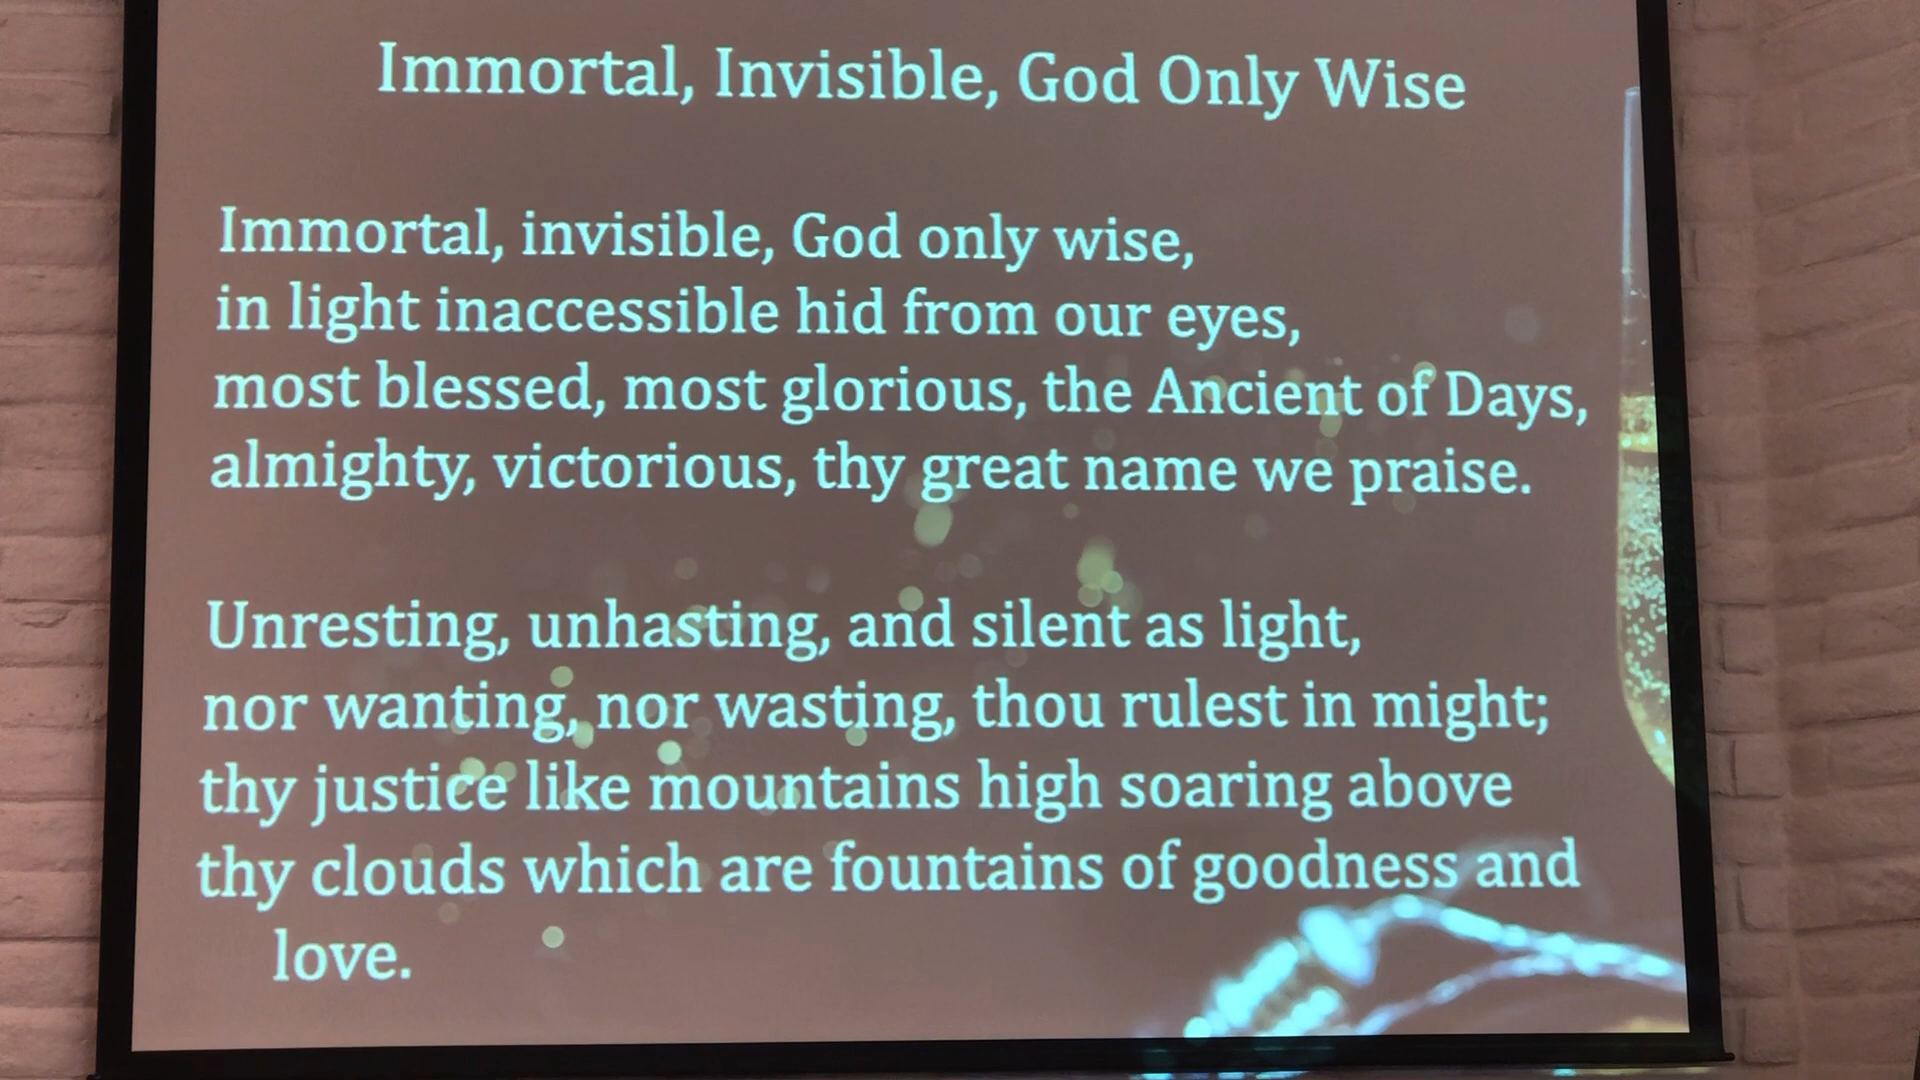 Immortal, Invisible, God Only Wise
Immortal, invisible, God only wise,
in light inaccessible hid from our eyes,
most blessed, most glorious, the Ancient of Days,
almighty, victorious, thy great name we praise.
Unresting, unhasting, and silent as light,
nor wanting, nor wasting, thou rulest in might;
thy justice like mountains high soaring above
thy clouds which are fountains of goodness and
love.